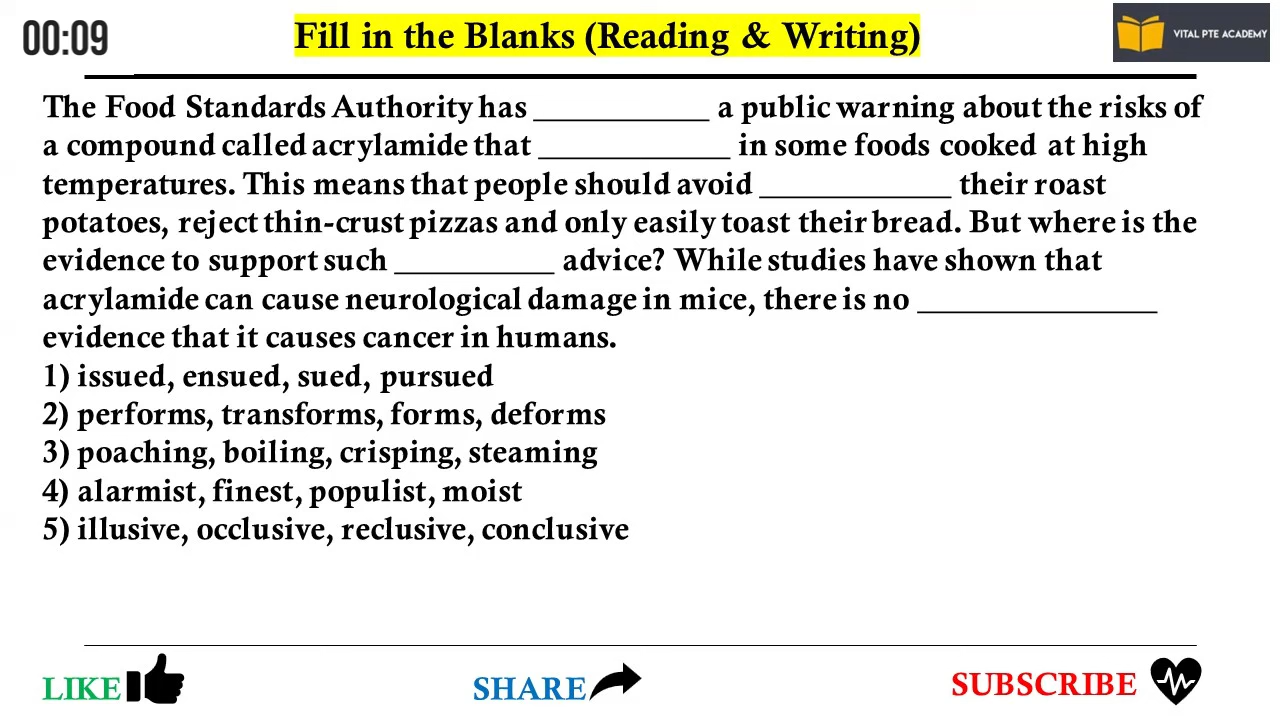 00:09
Fill in the Blanks (Reading & Writing)
VITAL PTE ACADEMY
The Food Standards Authority has ___________ a public warning about the risks of
a compound called acrylamide that ____________ in some foods cooked at high
temperatures. This means that people should avoid ____________ their roast
potatoes, reject thin-crust pizzas and only easily toast their bread. But where is the
evidence to support such __________ advice? While studies have shown that
acrylamide can cause neurological damage in mice, there is no _______________
evidence that it causes cancer in humans.
1) issued, ensued, sued, pursued
2) performs, transforms, forms, deforms
3) poaching, boiling, crisping, steaming
4) alarmist, finest, populist, moist
5) illusive, occlusive, reclusive, conclusive
LIKE
SHARE
SUBSCRIBE